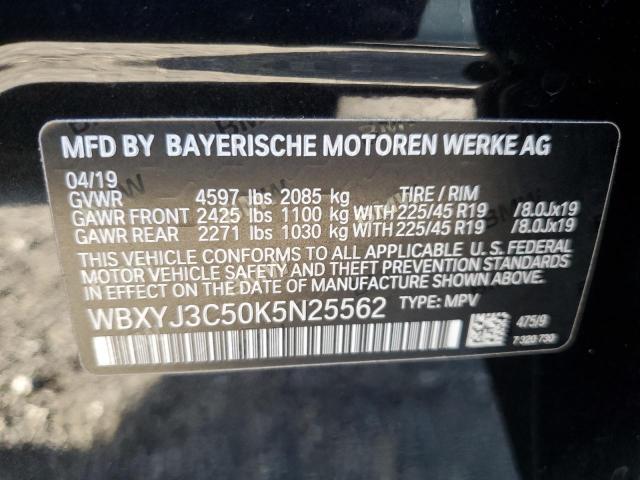 MFD BY BAYERISCHE MOTOREN WERKE AG
04/19
GVWR 4597 lbs 2085 kg TIRE / RIM
GAWR FRONT 2425 lbs 1100 kg WITH 225/45 R19 /8.0Jx19
GAWR REAR 2271 lbs 1030 kg WITH 225/45 R19 /8.0Jx19
THIS VEHICLE CONFORMS TO ALL APPLICABLE U.S. FEDERAL
MOTOR VEHICLE SAFETY AND THEFT PREVENTION STANDARDS
IN EFFECT ON THE DATE OF MANUFACTURE SHOWN ABOVE.
WBXYJ3C50K5N25562 TYPE: MPV
475/9
7 320 730